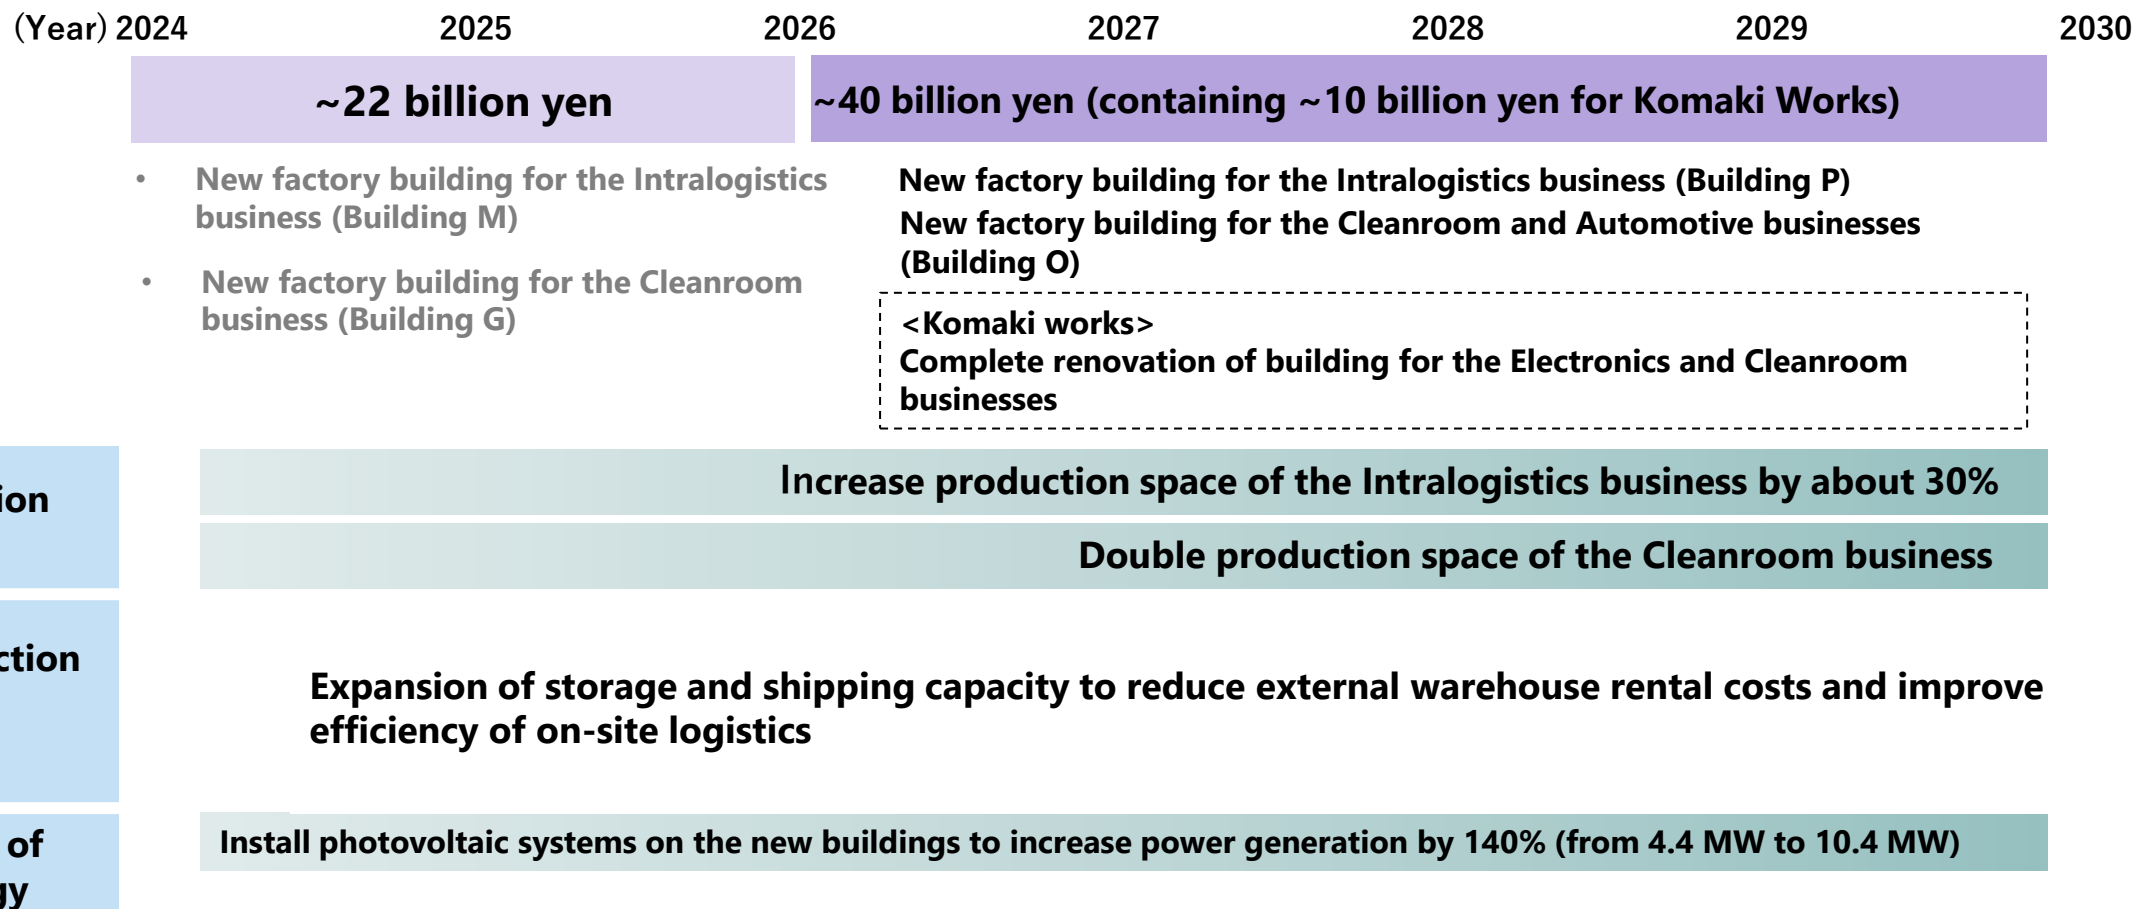 (Year) 2024 2025 2026 2027 2028 2029 2030
~22 billion yen
~40 billion yen (containing ~10 billion yen for Komaki Works)
• New factory building for the Intralogistics
business (Building M)
• New factory building for the Cleanroom
business (Building G)
New factory building for the Intralogistics business (Building P)
New factory building for the Cleanroom and Automotive businesses
(Building O)
<Komaki works>
Complete renovation of building for the Electronics and Cleanroom
businesses
ion
Increase production space of the Intralogistics business by about 30%
Double production space of the Cleanroom business
ction
Expansion of storage and shipping capacity to reduce external warehouse rental costs and improve
efficiency of on-site logistics
of
gy
Install photovoltaic systems on the new buildings to increase power generation by 140% (from 4.4 MW to 10.4 MW)